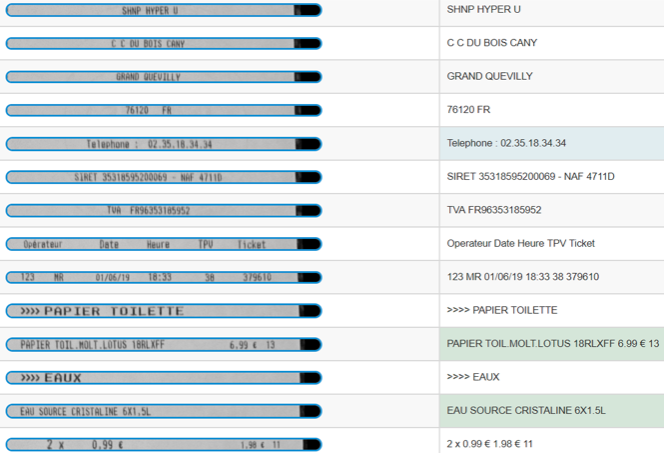 SHNP HYPER U SHNP HYPER U
C C DU BOIS CANY C C DU BOIS CANY
GRAND QUEVILLY GRAND QUEVILLY
76120 FR 76120 FR
Telephone : 02.35.18.34.34 Telephone : 02.35.18.34.34
SIRET 35318595200069 - NAF 4711D SIRET 35318595200069 - NAF 4711D
TVA FR96353185952 TVA FR96353185952
Opérateur Date Heure TPV Ticket Operateur Date Heure TPV Ticket
123 MR 01/06/19 18:33 38 379610 123 MR 01/06/19 18:33 38 379610
>>>> PAPIER TOILETTE >>>> PAPIER TOILETTE
PAPIER TOIL.MOLT.LOTUS 18RLXFF 6.99 € 13 PAPIER TOIL.MOLT.LOTUS 18RLXFF 6.99 € 13
>>>> EAUX >>>> EAUX
EAU SOURCE CRISTALINE 6X1.5L EAU SOURCE CRISTALINE 6X1.5L
2 x 0.99 € 1.98 € 11 2 x 0.99 € 1.98 € 11